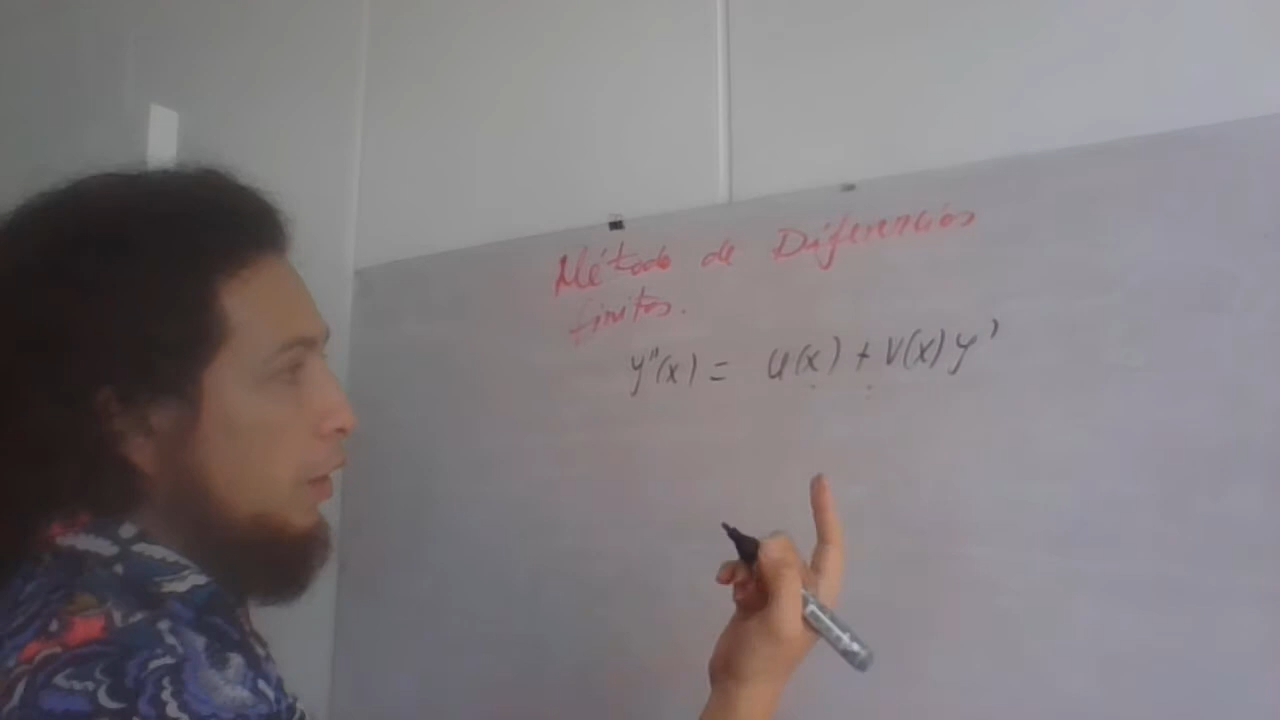 Método de Diferencias
finitas.
y''(x) = u(x) + v(x) y'